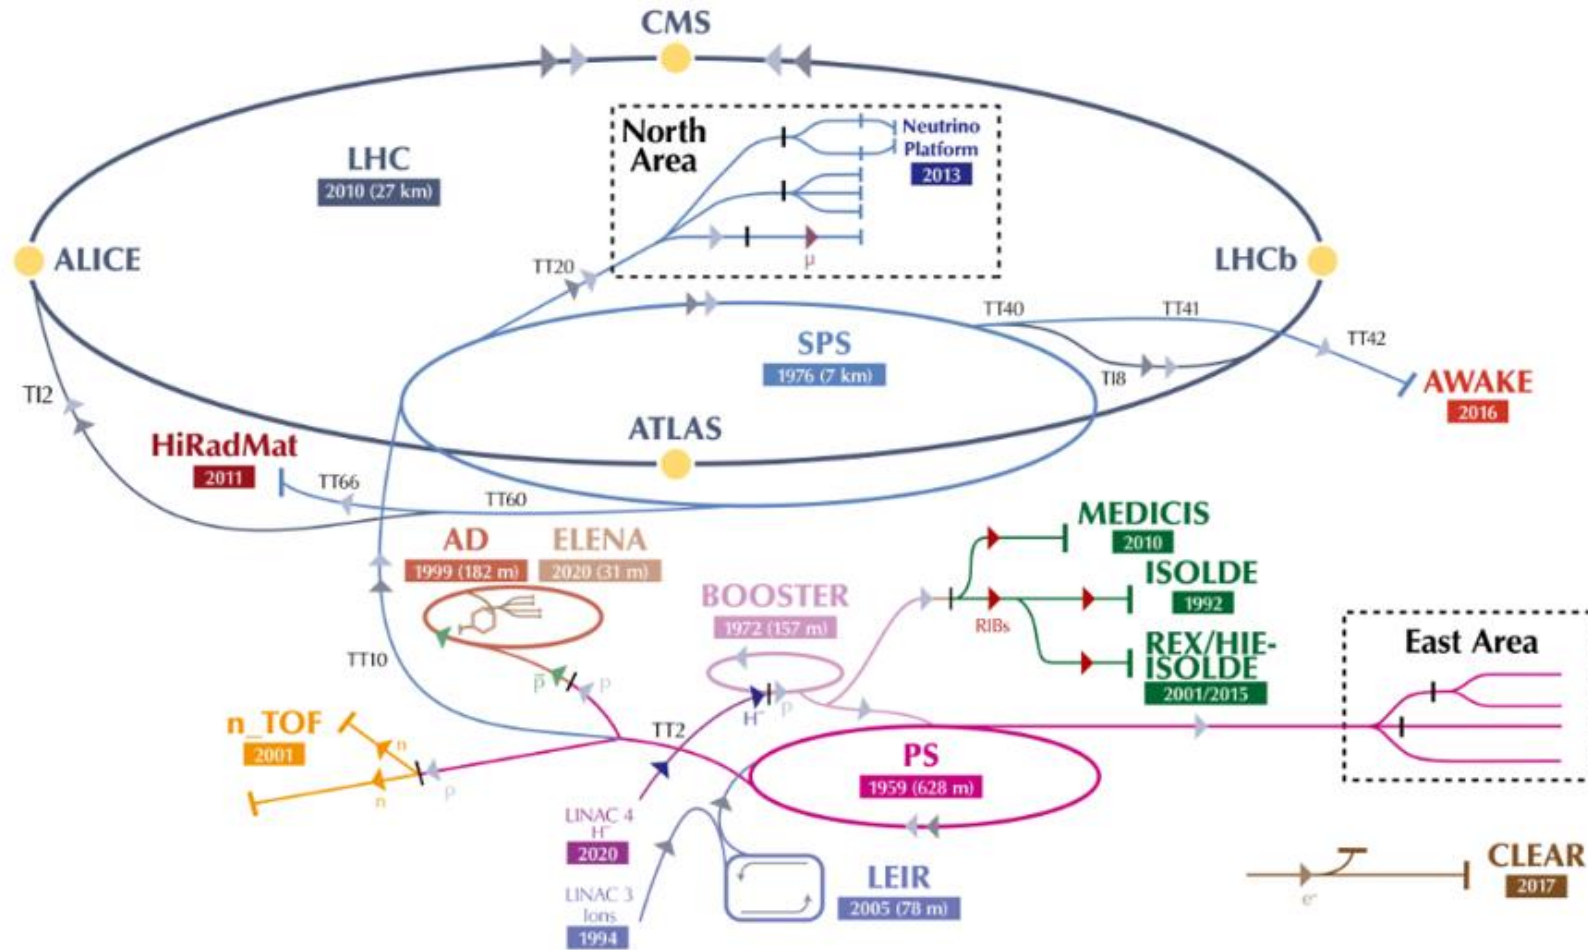 CMS
North
Area
Neutrino
Platform
2013
LHC
2010 (27 km)
μ
ALICE
LHCb
TT20
TT40
TT41
TT42
SPS
1976 (7 km)
TI8
AWAKE
2016
TI2
ATLAS
HiRadMat
2011
TT66
TT60
MEDICIS
2010
AD
1999 (182 m)
ELENA
2020 (31 m)
ISOLDE
1992
BOOSTER
1972 (157 m)
RIBs
REX/HIE-
ISOLDE
2001/2015
East Area
TT10
p̄
p
H⁻
p
n_TOF
2001
n
n
p
TT2
PS
1959 (628 m)
LINAC 4
H⁻
2020
LINAC 3
Ions
1994
LEIR
2005 (78 m)
CLEAR
2017
e⁻